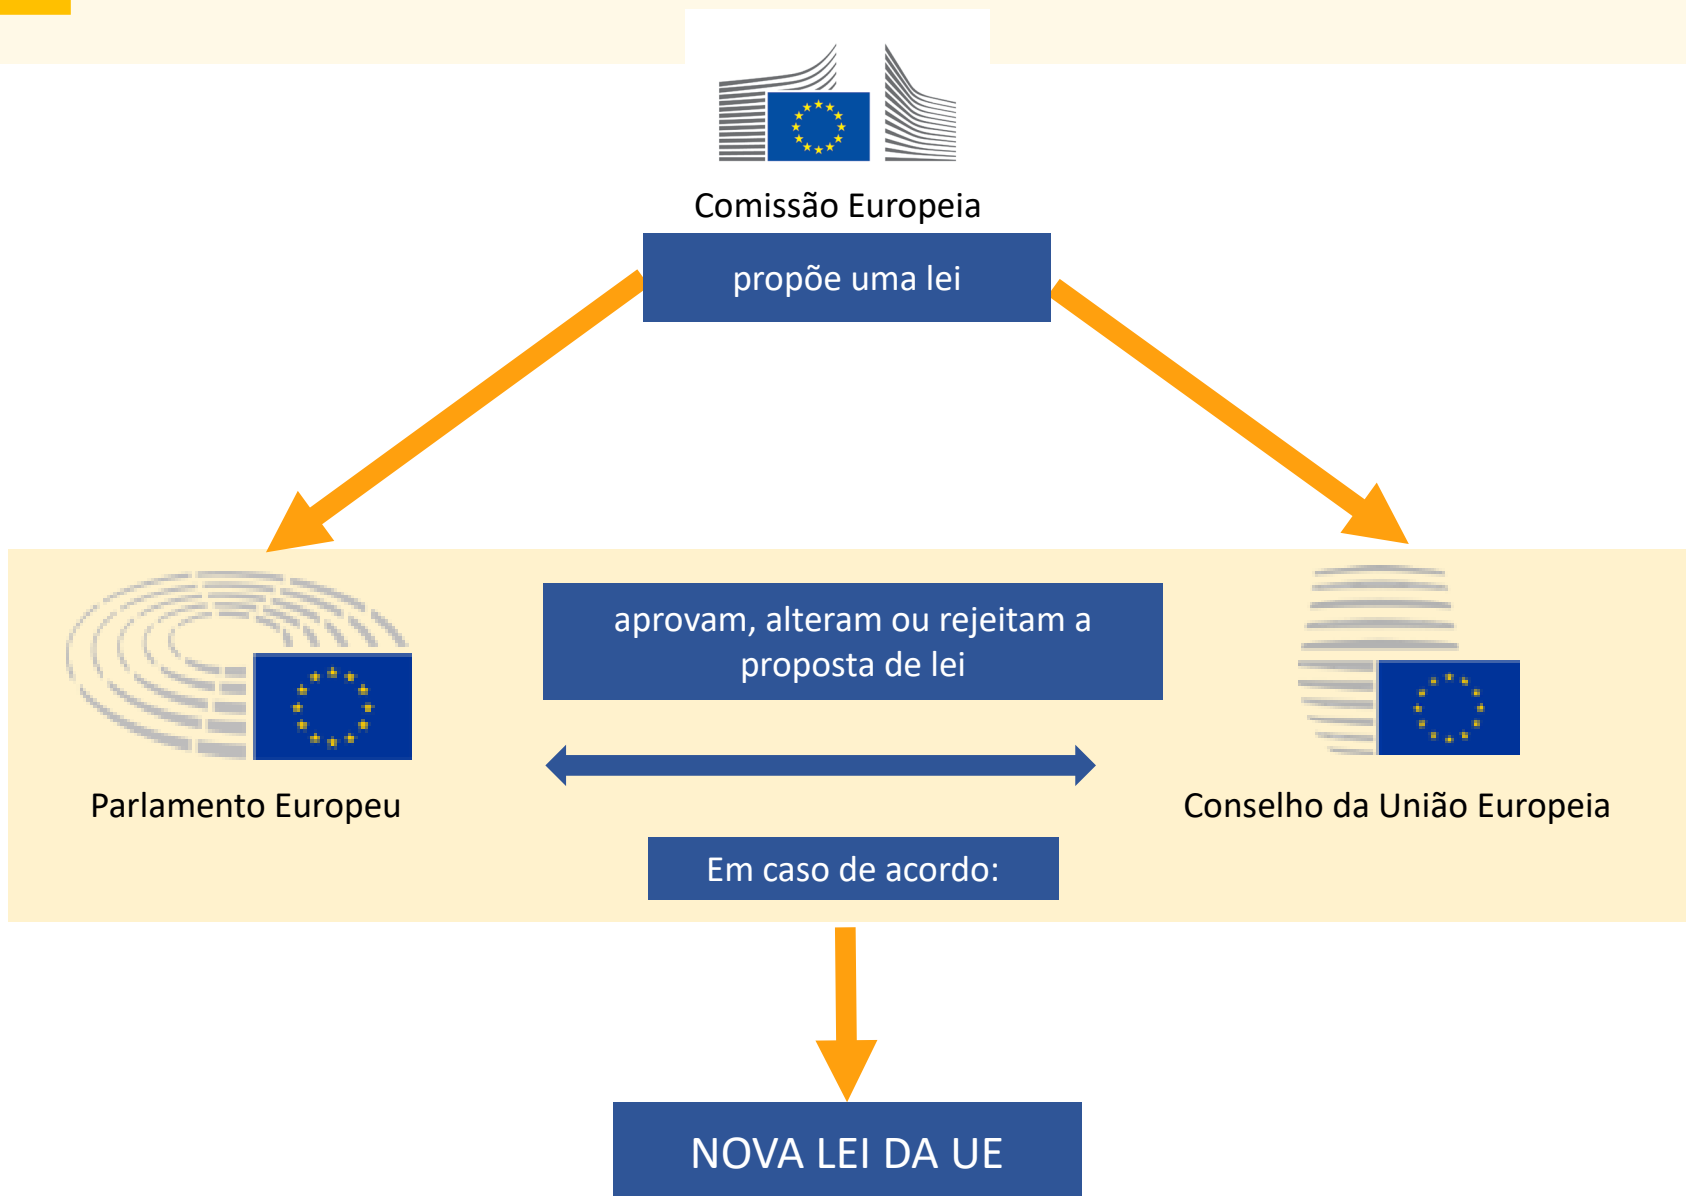 Comissão Europeia
propõe uma lei
aprovam, alteram ou rejeitam a
proposta de lei
Parlamento Europeu
Conselho da União Europeia
Em caso de acordo:
NOVA LEI DA UE